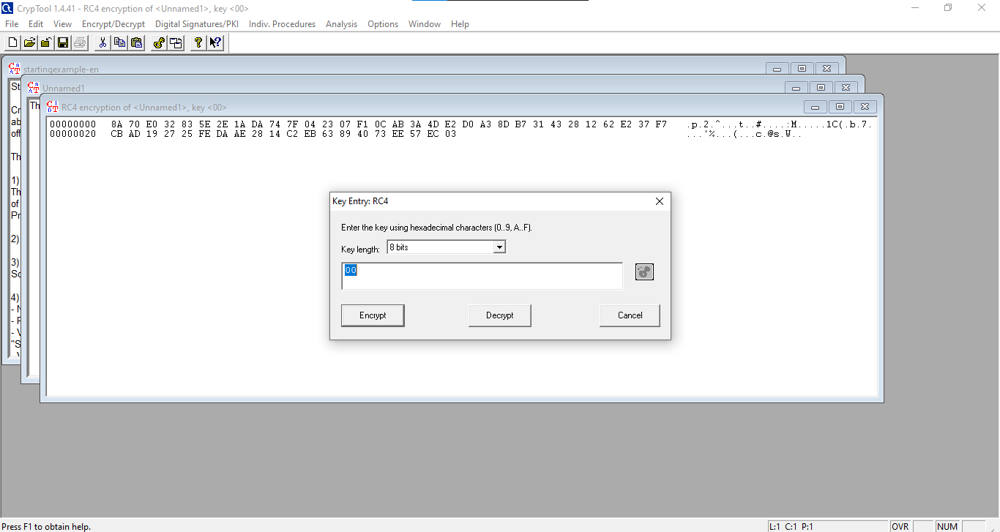 CrypTool 1.4.41 - RC4 encryption of <Unnamed1>, key <00>
File Edit View Encrypt/Decrypt Digital Signatures/PKI Indiv. Procedures Analysis Options Window Help
startingexample-en
St
Unnamed1
Th
RC4 encryption of <Unnamed1>, key <00>
00000000 8A 70 E0 32 83 5E 2E 1A DA 74 7F 04 23 07 F1 0C AB 3A 4D E2 D0 A3 8D B7 31 43 28 12 62 E2 37 F7 .p.2.^...t..#....:M.....1C(.b.7.
00000020 CB AD 19 27 25 FE DA AE 28 14 C2 EB 63 89 40 73 EE 57 EC 03 ...'%...(...c.@s.W..
Cr
ab
off
Th
1)
Th
of
Pr
2)
3)
Sc
4)
- N
- F
- V
"S
Key Entry: RC4
Enter the key using hexadecimal characters (0..9, A..F).
Key length: 8 bits
00
Encrypt Decrypt Cancel
Press F1 to obtain help. L:1 C:1 P:1 OVR NUM